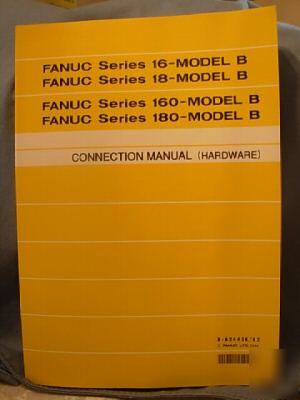 FANUC Series 16-MODEL B
FANUC Series 18-MODEL B
FANUC Series 160-MODEL B
FANUC Series 180-MODEL B
CONNECTION MANUAL (HARDWARE)